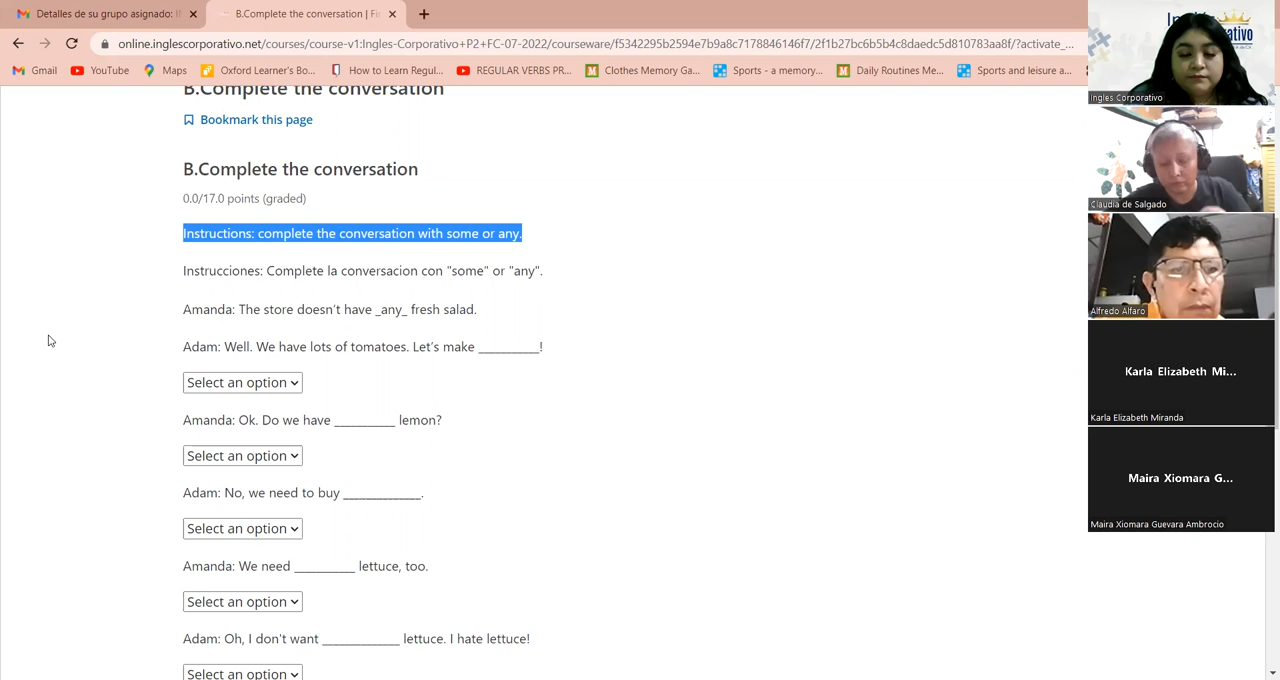 Detalles de su grupo asignado: I
B.Complete the conversation | Fi
online.inglescorporativo.net/courses/course-v1:Ingles-Corporativo+P2+FC-07-2022/courseware/f5342295b2594e7b9a8c7178846146f7/2f1b27bc6b5b4c8daedc5d810783aa8f/?activate_...
Gmail
YouTube
Maps
Oxford Learner's Bo...
How to Learn Regul...
REGULAR VERBS PR...
Clothes Memory Ga...
Sports - a memory...
Daily Routines Me...
Sports and leisure a...
B.Complete the conversation
Bookmark this page
B.Complete the conversation
0.0/17.0 points (graded)
Instructions: complete the conversation with some or any.
Instrucciones: Complete la conversacion con "some" or "any".
Amanda: The store doesn't have _any_ fresh salad.
Adam: Well. We have lots of tomatoes. Let's make __________!
Select an option
Amanda: Ok. Do we have __________ lemon?
Select an option
Adam: No, we need to buy _____________.
Select an option
Amanda: We need __________ lettuce, too.
Select an option
Adam: Oh, I don't want _____________ lettuce. I hate lettuce!
Select an option
Ingles Corporativo
Claudia de Salgado
Alfredo Alfaro
Karla Elizabeth Mi...
Karla Elizabeth Miranda
Maira Xiomara G...
Maira Xiomara Guevara Ambrocio